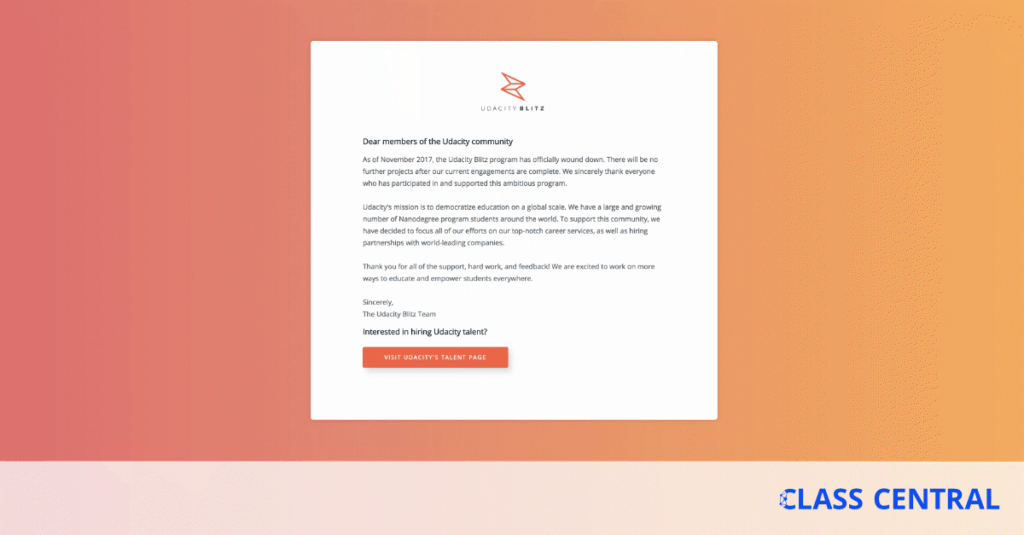 UDACITY BLITZ
Dear members of the Udacity community
As of November 2017, the Udacity Blitz program has officially wound down. There will be no
further projects after our current engagements are complete. We sincerely thank everyone
who has participated in and supported this ambitious program.
Udacity's mission is to democratize education on a global scale. We have a large and growing
number of Nanodegree program students around the world. To support this community, we
have decided to focus all of our efforts on our top-notch career services, as well as hiring
partnerships with world-leading companies.
Thank you for all of the support, hard work, and feedback! We are excited to work on more
ways to educate and empower students everywhere.
Sincerely,
The Udacity Blitz Team
Interested in hiring Udacity talent?
VISIT UDACITY'S TALENT PAGE
CLASS CENTRAL